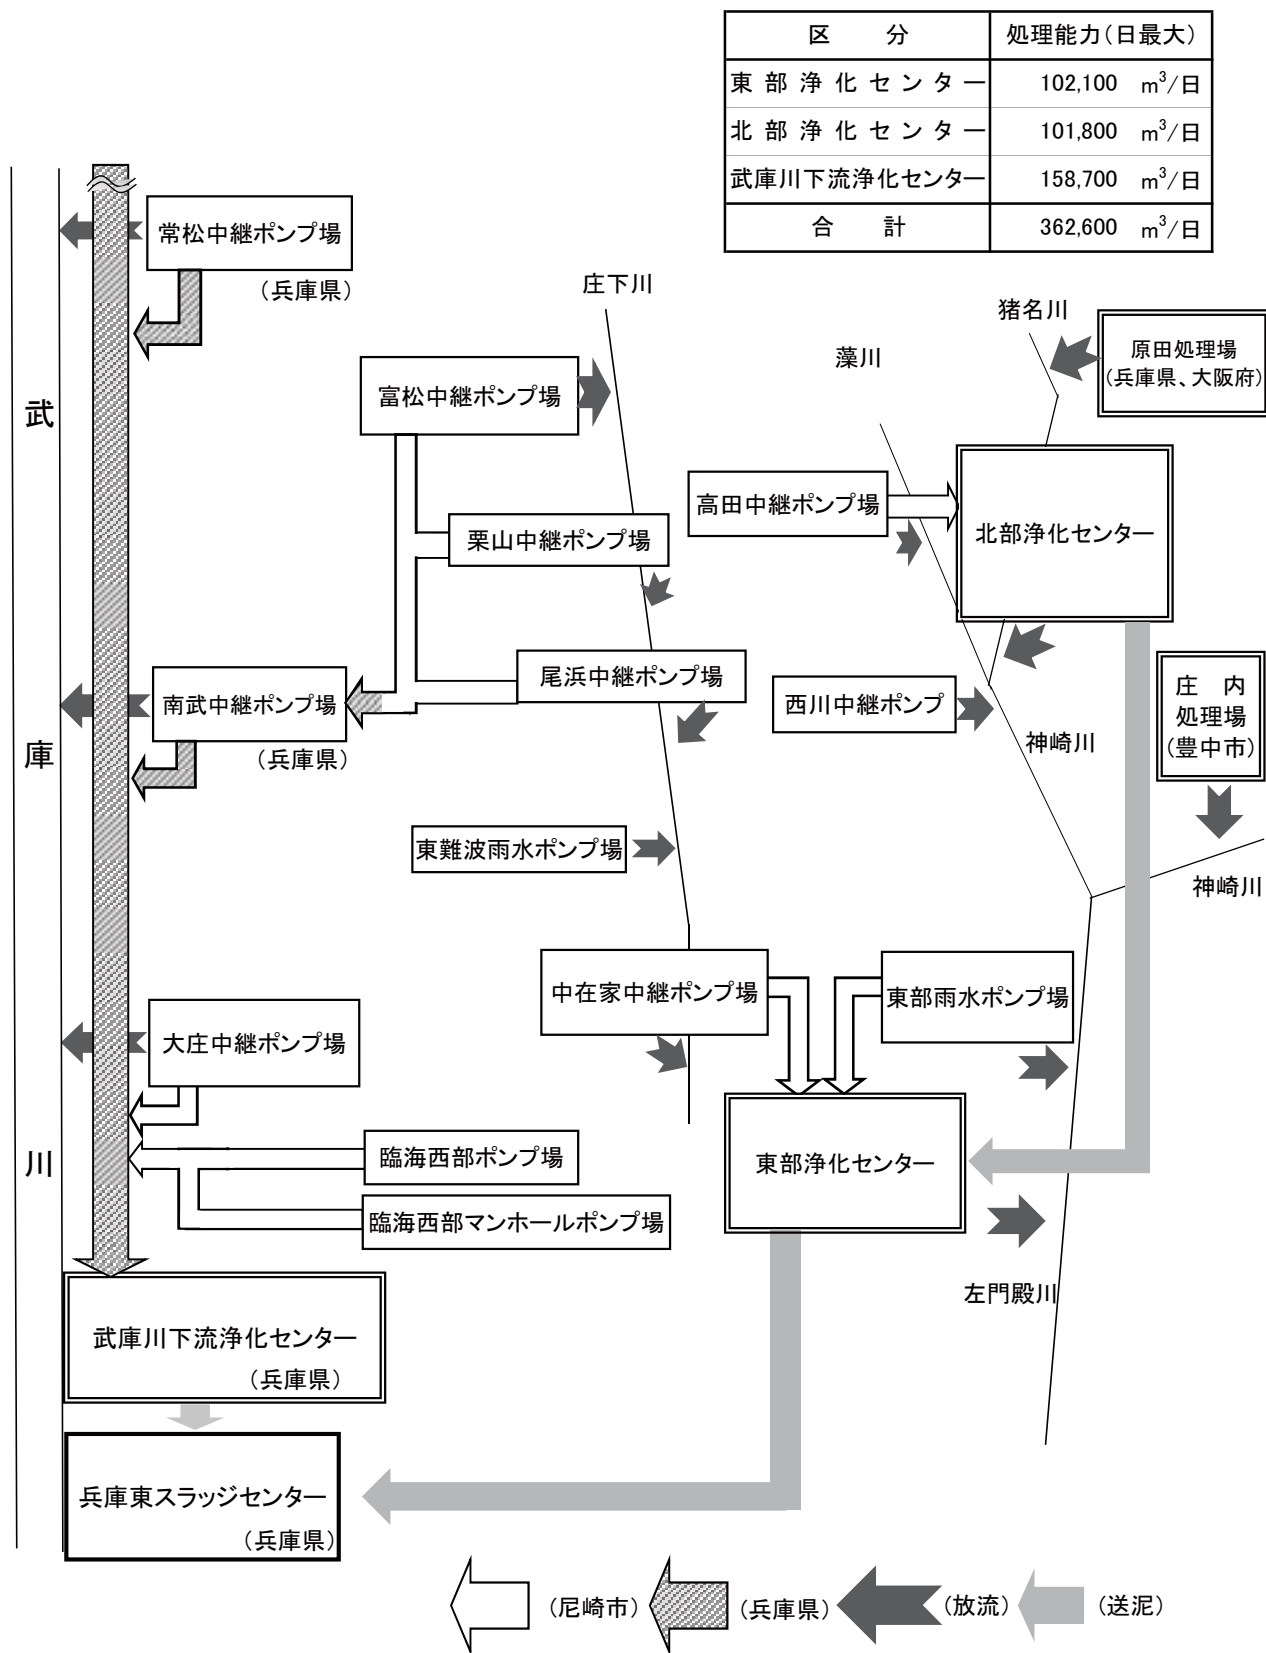 区　　分　処理能力(日最大)
東部浄化センター　102,100　m³/日
北部浄化センター　101,800　m³/日
武庫川下流浄化センター　158,700　m³/日
合　　計　362,600　m³/日
常松中継ポンプ場
(兵庫県)
庄下川
猪名川
原田処理場
(兵庫県、大阪府)
藻川
富松中継ポンプ場
武
庫
川
高田中継ポンプ場
北部浄化センター
栗山中継ポンプ場
尾浜中継ポンプ場
南武中継ポンプ場
(兵庫県)
西川中継ポンプ
神崎川
庄　内
処理場
(豊中市)
東難波雨水ポンプ場
神崎川
中在家中継ポンプ場
東部雨水ポンプ場
大庄中継ポンプ場
臨海西部ポンプ場
東部浄化センター
臨海西部マンホールポンプ場
左門殿川
武庫川下流浄化センター
(兵庫県)
兵庫東スラッジセンター
(兵庫県)
(尼崎市)
(兵庫県)
(放流)
(送泥)